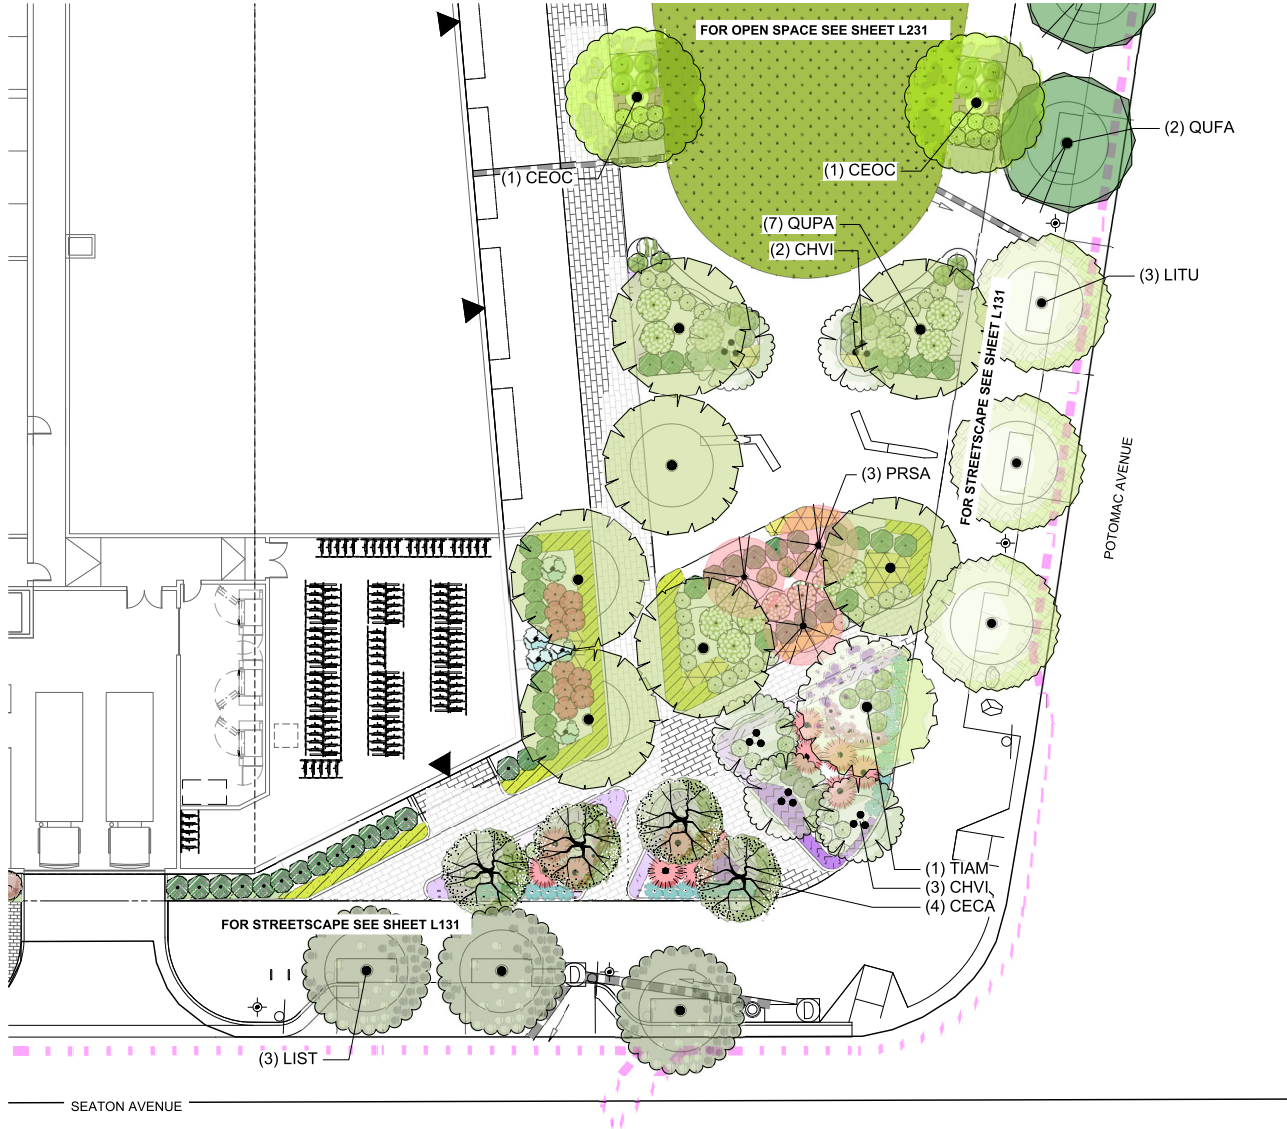 FOR OPEN SPACE SEE SHEET L231
(2) QUFA
(1) CEOC
(1) CEOC
(7) QUPA
(2) CHVI
(3) LITU
FOR STREETSCAPE SEE SHEET L131
POTOMAC AVENUE
(3) PRSA
(1) TIAM
(3) CHVI
(4) CECA
FOR STREETSCAPE SEE SHEET L131
D
D
(3) LIST
SEATON AVENUE